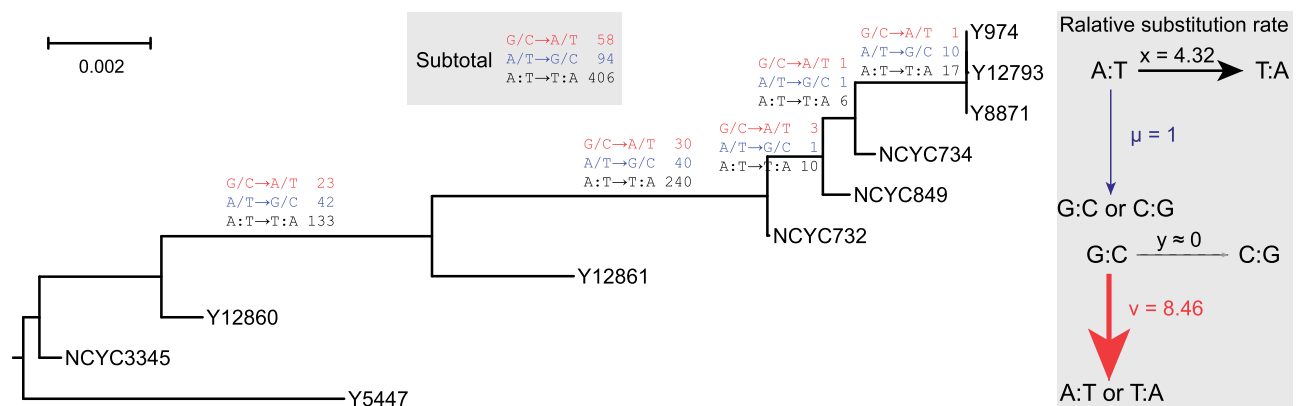 0.002
Subtotal
G/C→A/T 58
A/T→G/C 94
A:T→T:A 406
G/C→A/T 23
A/T→G/C 42
A:T→T:A 133
G/C→A/T 30
A/T→G/C 40
A:T→T:A 240
G/C→A/T 3
A/T→G/C 1
A:T→T:A 10
G/C→A/T 1
A/T→G/C 1
A:T→T:A 6
G/C→A/T 1
A/T→G/C 10
A:T→T:A 17
Y974
Y12793
Y8871
NCYC734
NCYC849
NCYC732
Y12861
Y12860
NCYC3345
Y5447
Ralative substitution rate
x = 4.32
A:T T:A
μ = 1
G:C or C:G
y ≈ 0
G:C C:G
v = 8.46
A:T or T:A